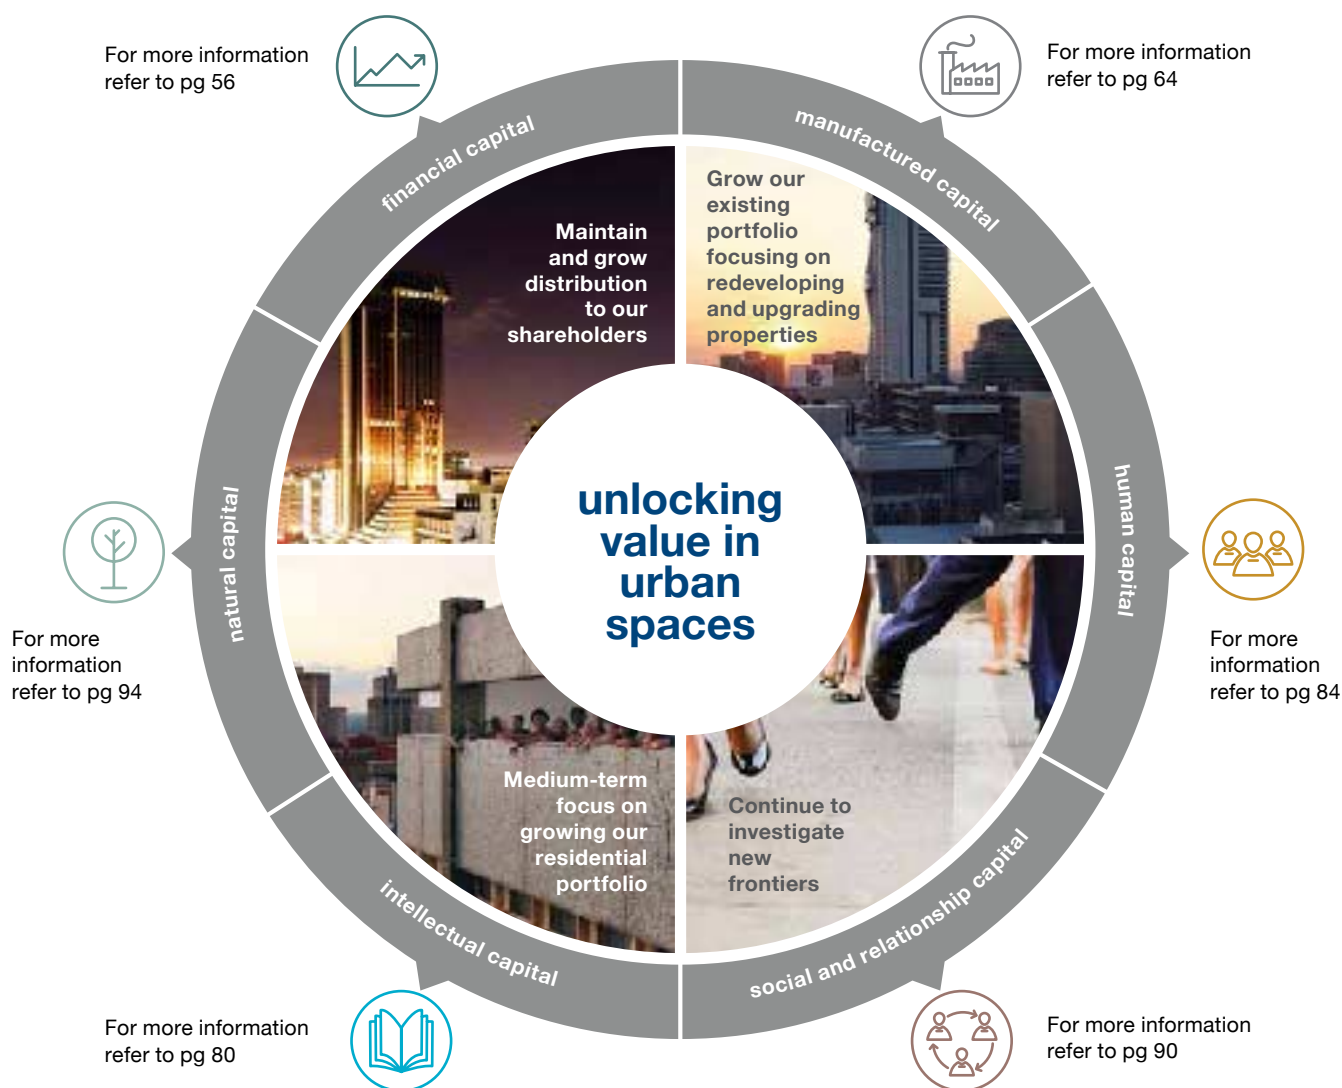 For more information
refer to pg 56
For more information
refer to pg 64
financial capital
manufactured capital
Maintain
and grow
distribution
to our
shareholders
Grow our
existing
portfolio
focusing on
redeveloping
and upgrading
properties
natural capital
human capital
unlocking
value in
urban
spaces
For more
information
refer to pg 94
For more
information
refer to pg 84
Medium-term
focus on
growing our
residential
portfolio
Continue to
investigate
new
frontiers
intellectual capital
social and relationship capital
For more information
refer to pg 80
For more information
refer to pg 90